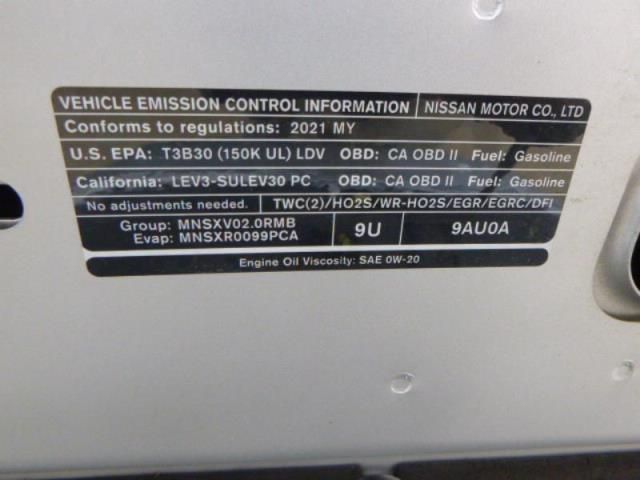 VEHICLE EMISSION CONTROL INFORMATION NISSAN MOTOR CO., LTD
Conforms to regulations: 2021 MY
U.S. EPA: T3B30 (150K UL) LDV OBD: CA OBD II Fuel: Gasoline
California: LEV3-SULEV30 PC OBD: CA OBD II Fuel: Gasoline
No adjustments needed. TWC(2)/HO2S/WR-HO2S/EGR/EGRC/DFI
Group: MNSXV02.0RMB
Evap: MNSXR0099PCA
9U 9AU0A
Engine Oil Viscosity: SAE 0W-20